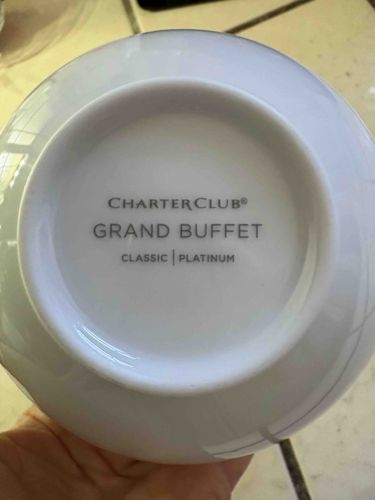 CHARTERCLUB®
GRAND BUFFET
CLASSIC | PLATINUM